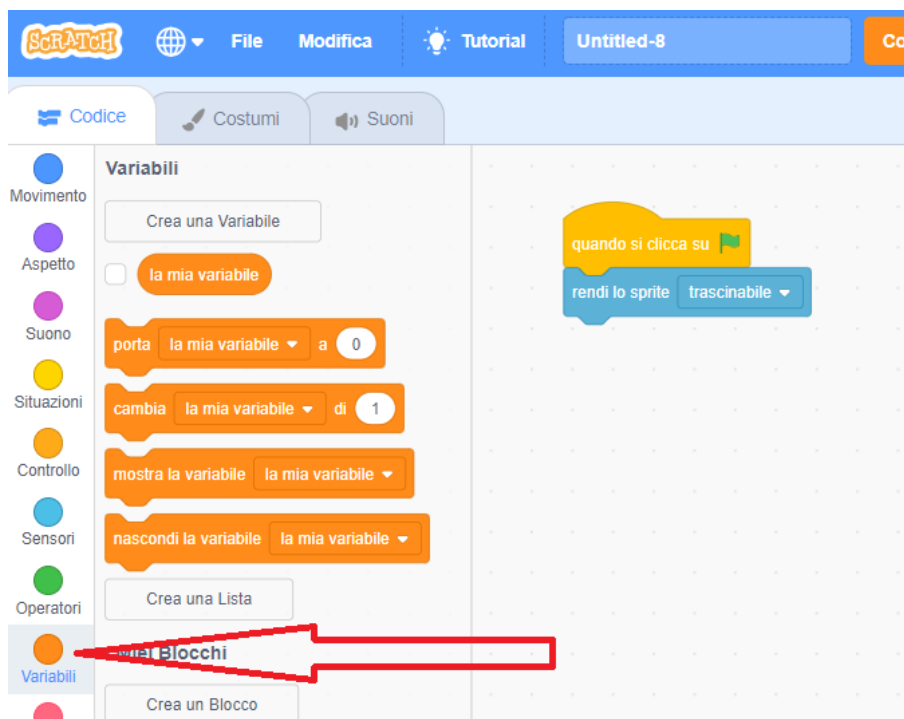 SCRATCH File Modifica Tutorial Untitled-8 Co
Codice Costumi Suoni
Movimento
Aspetto
Suono
Situazioni
Controllo
Sensori
Operatori
Variabili
Variabili
Crea una Variabile
la mia variabile
porta la mia variabile a 0
cambia la mia variabile di 1
mostra la variabile la mia variabile
nascondi la variabile la mia variabile
Crea una Lista
Miei Blocchi
Crea un Blocco
quando si clicca su
rendi lo sprite trascinabile